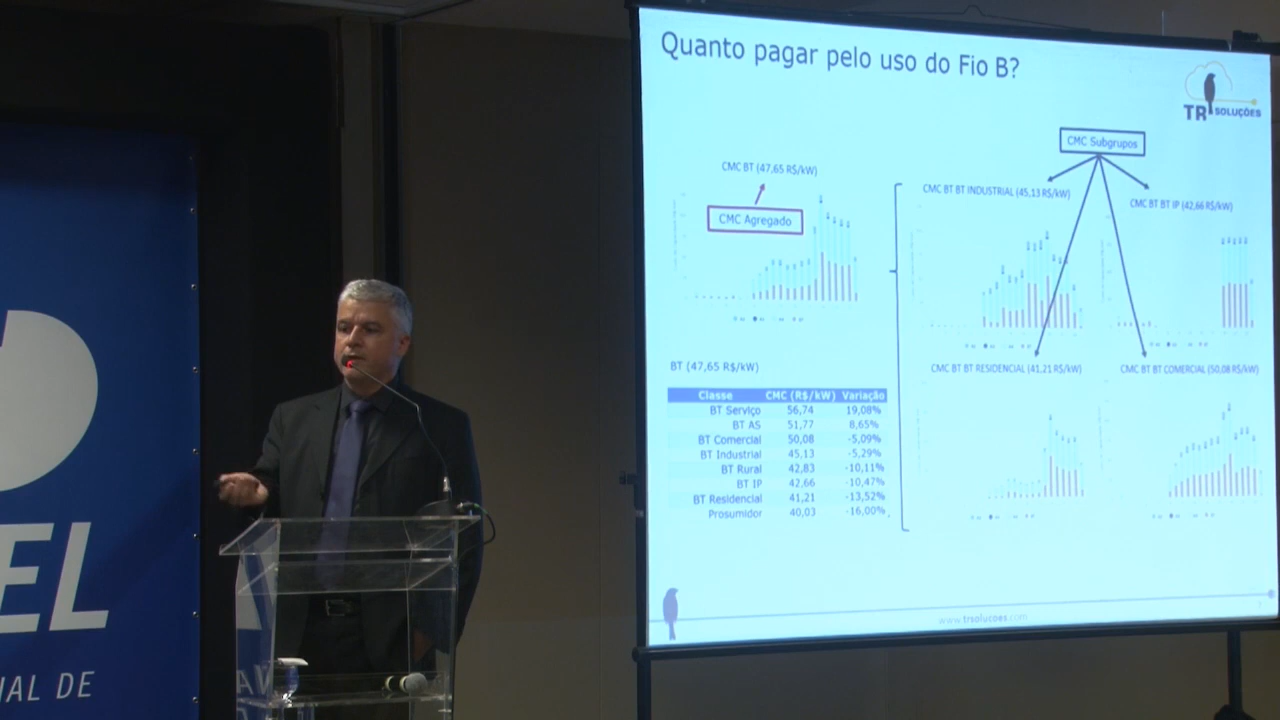 Quanto pagar pelo uso do Fio B?
TR SOLUÇÕES
CMC Subgrupos
CMC BT (47,65 R$/kW)
CMC Agregado
CMC BT BT INDUSTRIAL (45,13 R$/kW)
CMC BT BT IP (42,66 R$/kW)
BT (47,65 R$/kW)
CMC BT BT RESIDENCIAL (41,21 R$/kW)
CMC BT BT COMERCIAL (50,08 R$/kW)
Classe CMC (R$/kW) Variação
BT Serviço 56,74 19,08%
BT AS 51,77 8,65%
BT Comercial 50,08 -5,09%
BT Industrial 45,13 -5,29%
BT Rural 42,83 -10,11%
BT IP 42,66 -10,47%
BT Residencial 41,21 -13,52%
Prosumidor 40,03 -16,00%
www.trsolucoes.com
EL
NAL DE